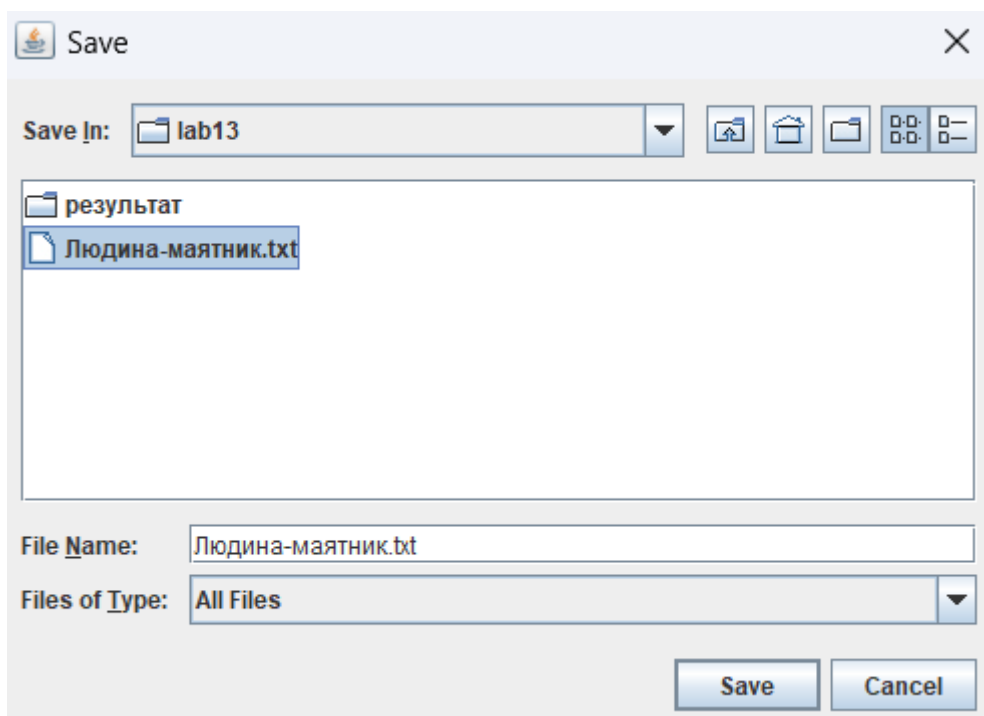 Save
Save In: lab13
результат
Людина-маятник.txt
File Name: Людина-маятник.txt
Files of Type: All Files
Save Cancel